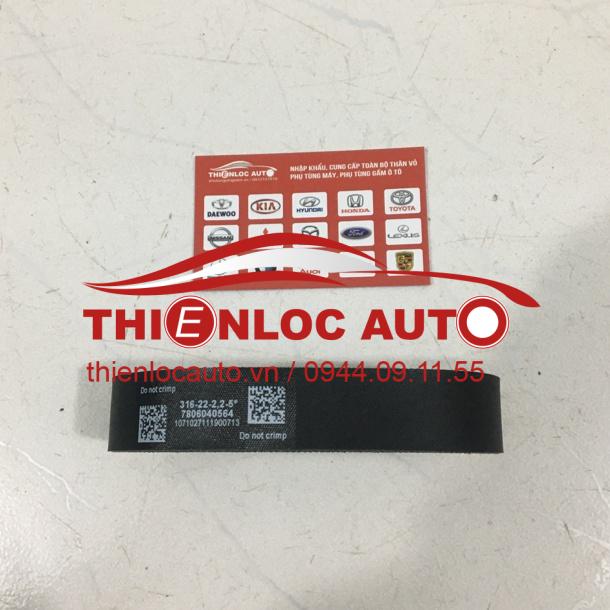 THIENLOC AUTO
NHẬP KHẨU, CUNG CẤP TOÀN BỘ THÂN VỎ
PHỤ TÙNG MÁY, PHỤ TÙNG GẦM Ô TÔ
DAEWOO
KIA
HYUNDAI
HONDA
TOYOTA
NISSAN
Ford
LEXUS
Audi
THIENLOC AUTO
thienlocauto.vn / 0944.09.11.55
Do not crimp
316-22-2,2-5°
7806040564
1071027111900713
Do not crimp